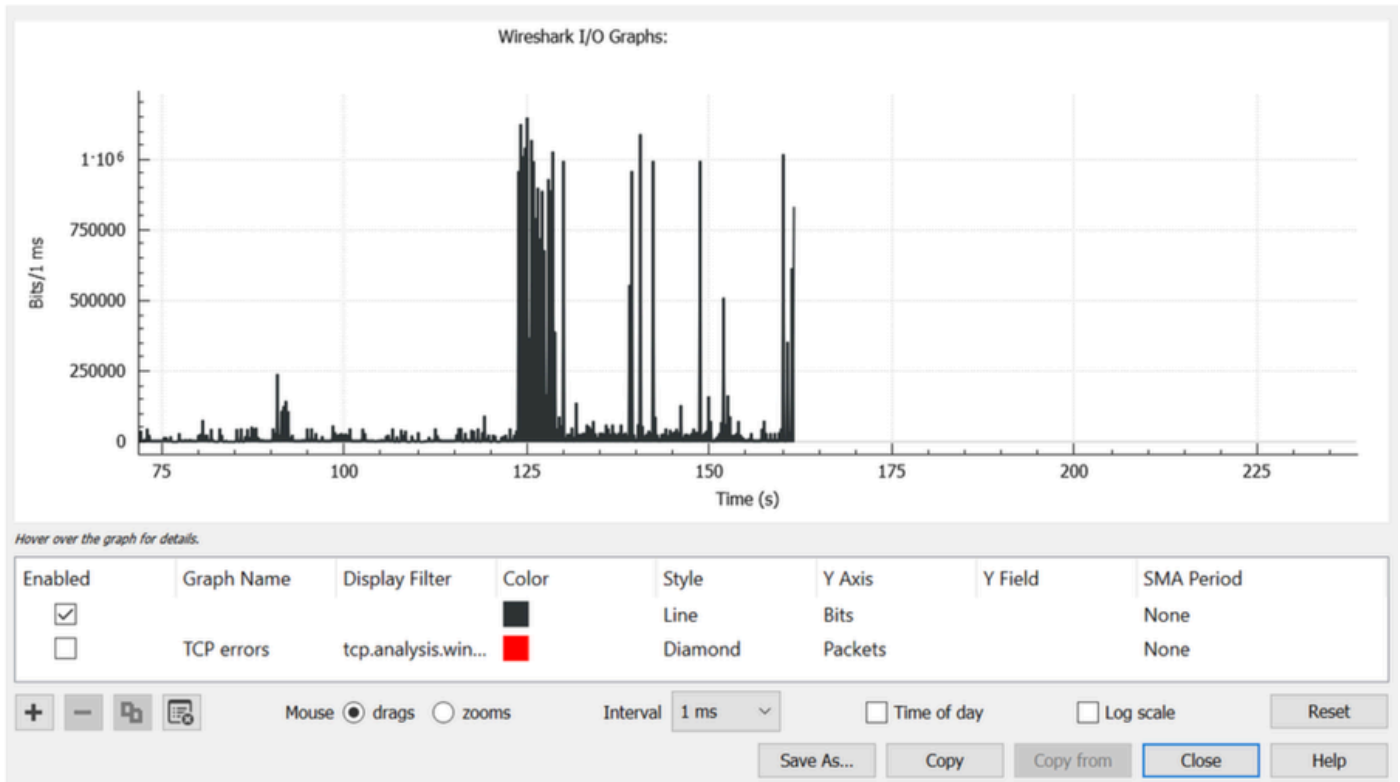 Wireshark I/O Graphs:
1·10⁶
750000
500000
250000
0
Bits/1 ms
75 100 125 150 175 200 225
Time (s)
Hover over the graph for details.
Enabled Graph Name Display Filter Color Style Y Axis Y Field SMA Period
Line Bits None
TCP errors tcp.analysis.win... Diamond Packets None
Mouse drags zooms Interval 1 ms Time of day Log scale Reset
Save As... Copy Copy from Close Help